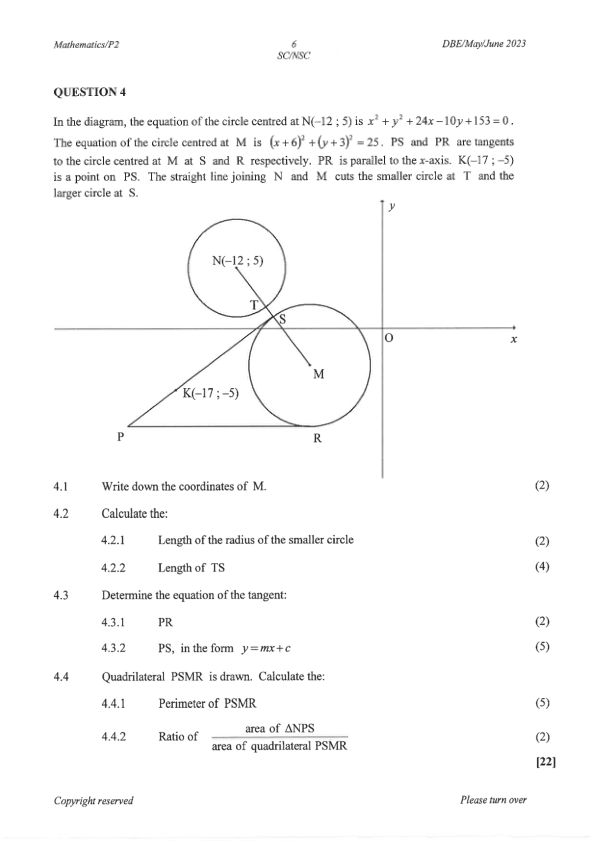 Mathematics/P2 6 DBE/May/June 2023
SC/NSC
QUESTION 4
In the diagram, the equation of the circle centred at N(–12 ; 5) is x² + y² + 24x – 10y + 153 = 0 .
The equation of the circle centred at M is (x + 6)² + (y + 3)² = 25 . PS and PR are tangents
to the circle centred at M at S and R respectively. PR is parallel to the x-axis. K(–17 ; –5)
is a point on PS. The straight line joining N and M cuts the smaller circle at T and the
larger circle at S.
y
N(–12 ; 5)
T
S
O
x
M
K(–17 ; –5)
P
R
4.1 Write down the coordinates of M. (2)
4.2 Calculate the:
4.2.1 Length of the radius of the smaller circle (2)
4.2.2 Length of TS (4)
4.3 Determine the equation of the tangent:
4.3.1 PR (2)
4.3.2 PS, in the form y = mx + c (5)
4.4 Quadrilateral PSMR is drawn. Calculate the:
4.4.1 Perimeter of PSMR (5)
area of ΔNPS
4.4.2 Ratio of (2)
area of quadrilateral PSMR
[22]
Copyright reserved Please turn over